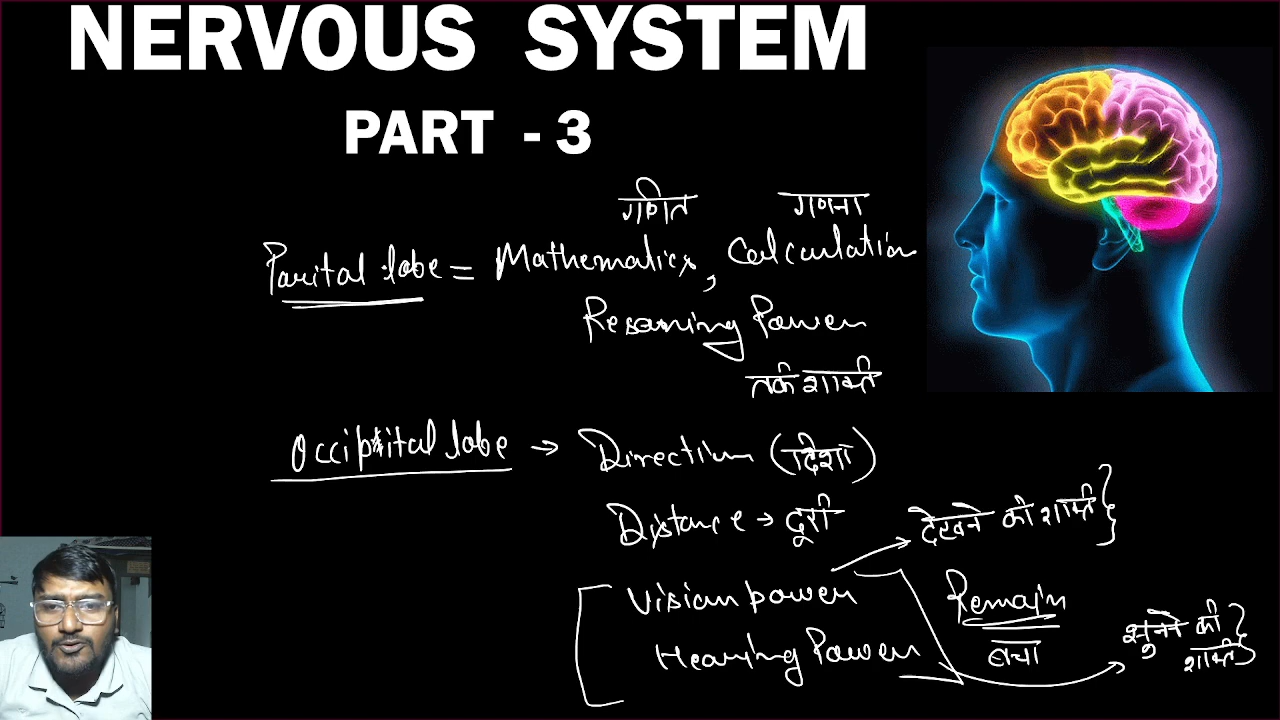 NERVOUS SYSTEM
PART - 3
गणित गणना
Parital lobe = Mathematics, Calculation
Resoning Power
तर्क शक्ति
Occipital lobe → Direction (दिशा)
Distance → दूरी देखने की शक्ति
Vision power Remain
Hearing Power बचा सुनने की
शक्ति